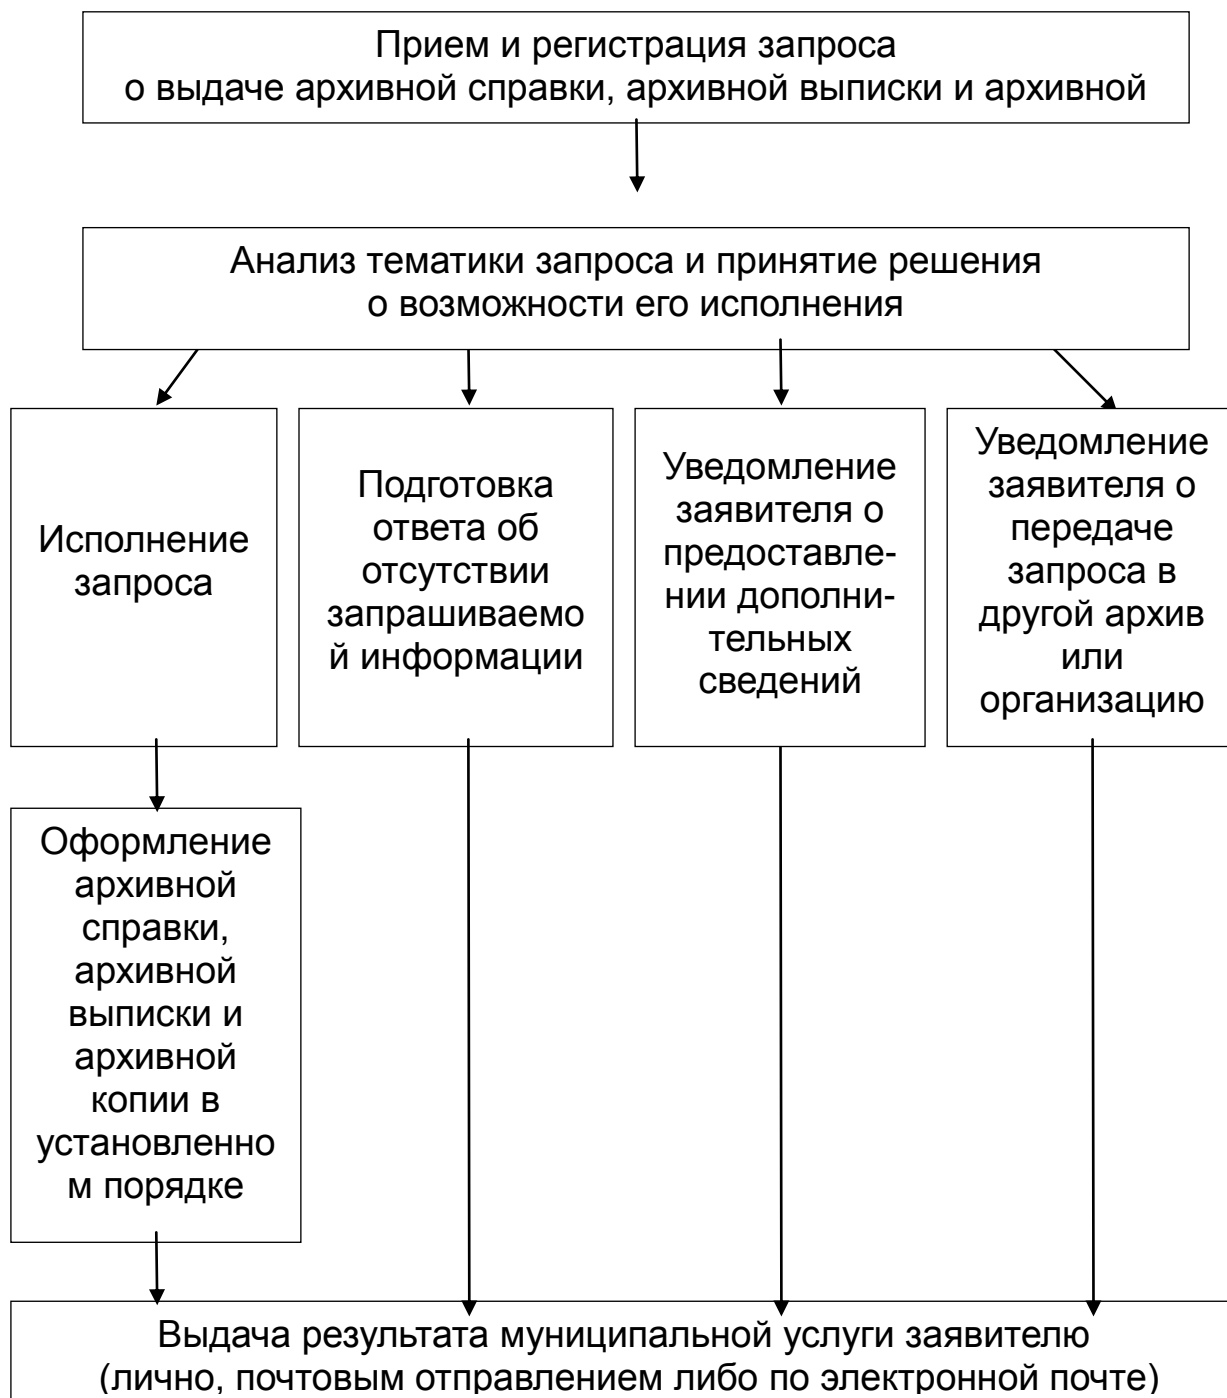 Прием и регистрация запроса
о выдаче архивной справки, архивной выписки и архивной
Анализ тематики запроса и принятие решения
о возможности его исполнения
Исполнение
запроса
Подготовка
ответа об
отсутствии
запрашиваемо
й информации
Уведомление
заявителя о
предоставле-
нии дополни-
тельных
сведений
Уведомление
заявителя о
передаче
запроса в
другой архив
или
организацию
Оформление
архивной
справки,
архивной
выписки и
архивной
копии в
установленно
м порядке
Выдача результата муниципальной услуги заявителю
(лично, почтовым отправлением либо по электронной почте)